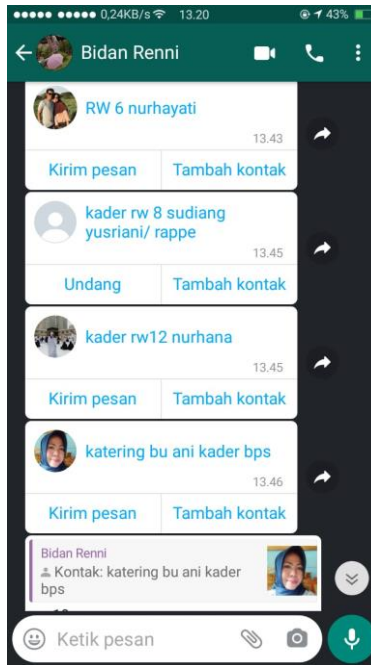 0,24KB/s 13.20 43%
Bidan Renni
RW 6 nurhayati
13.43
Kirim pesan Tambah kontak
kader rw 8 sudiang
yusriani/ rappe
13.45
Undang Tambah kontak
kader rw12 nurhana
13.45
Kirim pesan Tambah kontak
katering bu ani kader bps
13.46
Kirim pesan Tambah kontak
Bidan Renni
Kontak: katering bu ani kader
bps
Ketik pesan